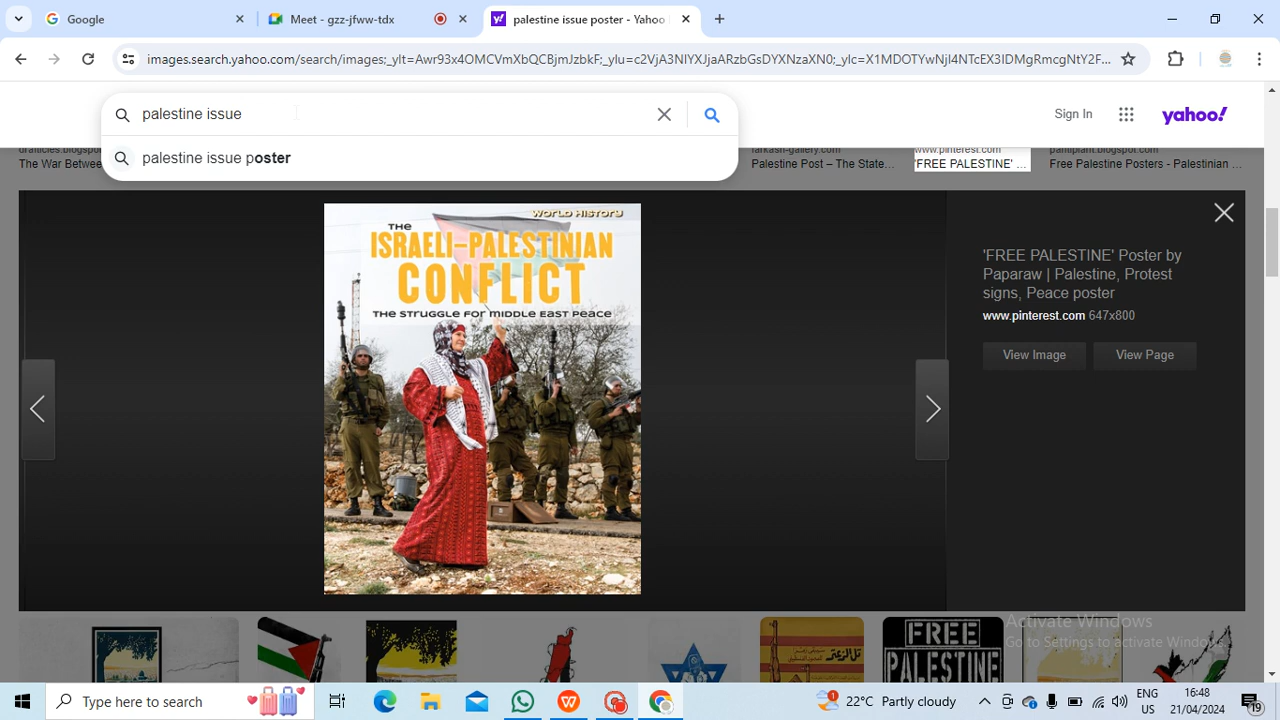 Google
Meet - gzz-jfww-tdx
palestine issue poster - Yahoo
images.search.yahoo.com/search/images;_ylt=Awr93x4OMCVmX6QCBjmJzbkF;_ylu=c2VjA3NlYXJjaARzbGsDYXNzaXN0;_ylc=X1MDOTYwNjI4NTcEX3IDMgRmcgNtY2F...
palestine issue
Sign In
yahoo!
palestine issue poster
The War Betwee
Palestine Post – The State...
www.pinterest.com
'FREE PALESTINE' ...
Free Palestine Posters - Palestinian ...
WORLD HISTORY
THE
ISRAELI-PALESTINIAN
CONFLICT
THE STRUGGLE FOR MIDDLE EAST PEACE
'FREE PALESTINE' Poster by
Paparaw | Palestine, Protest
signs, Peace poster
www.pinterest.com 647x800
View Image
View Page
FREE
PALESTINE
Activate Windows
Go to Settings to activate Windows.
Type here to search
22°C Partly cloudy
ENG
US
6:48
21/04/2024
19